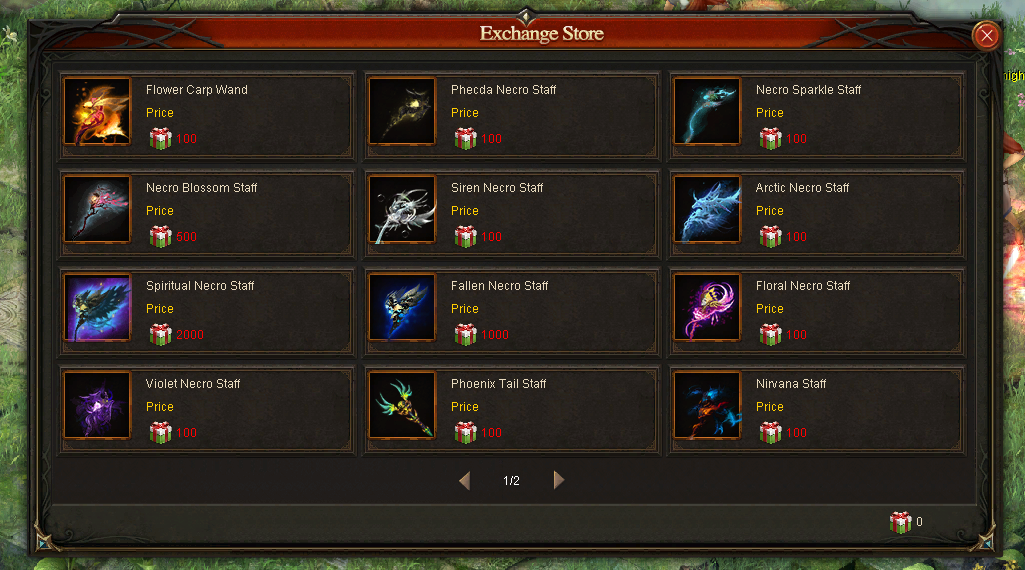 Exchange Store
Flower Carp Wand
Price
100
Phecda Necro Staff
Price
100
Necro Sparkle Staff
Price
100
Necro Blossom Staff
Price
500
Siren Necro Staff
Price
100
Arctic Necro Staff
Price
100
Spiritual Necro Staff
Price
2000
Fallen Necro Staff
Price
1000
Floral Necro Staff
Price
100
Violet Necro Staff
Price
100
Phoenix Tail Staff
Price
100
Nirvana Staff
Price
100
1/2
0